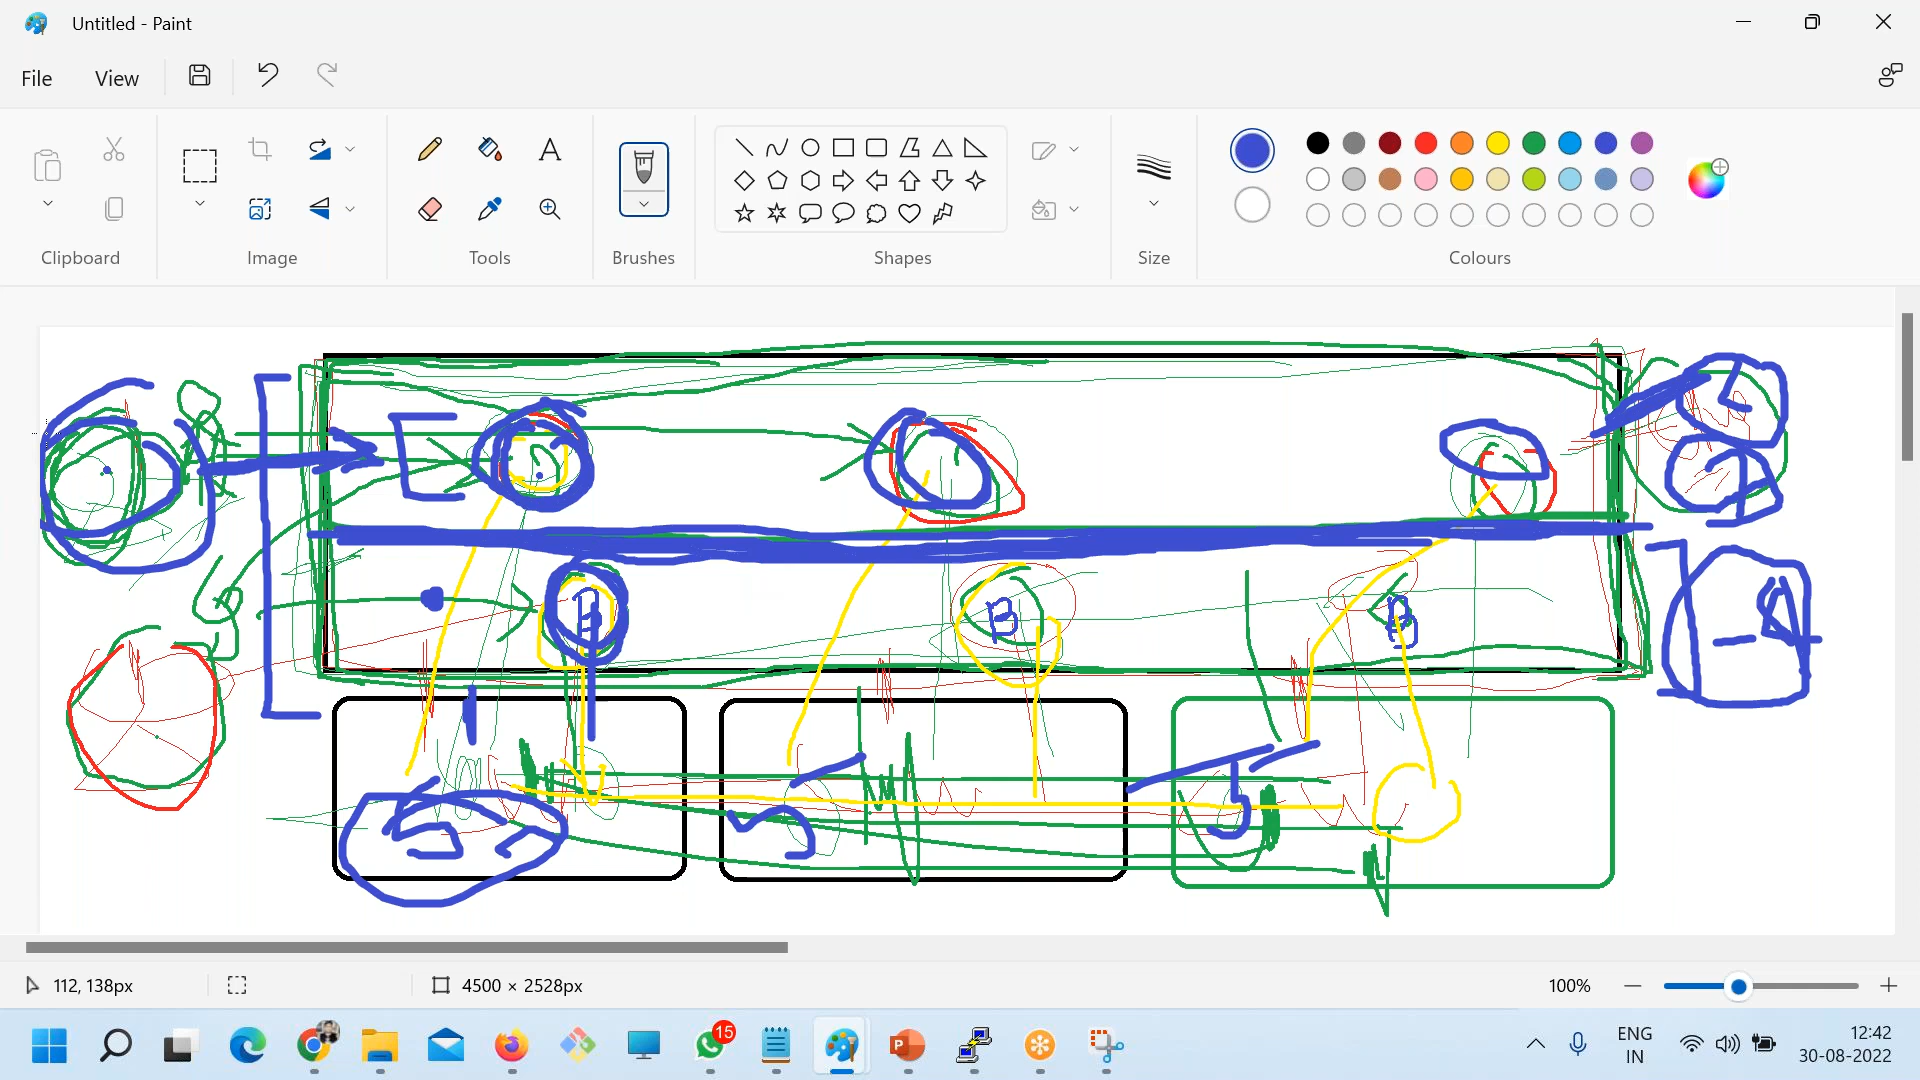 Untitled - Paint
File View
Clipboard
Image
Tools
Brushes
Shapes
Size
Colours
B
B
B
112, 138px
4500 × 2528px
100%
15
ENG
IN
12:42
30-08-2022